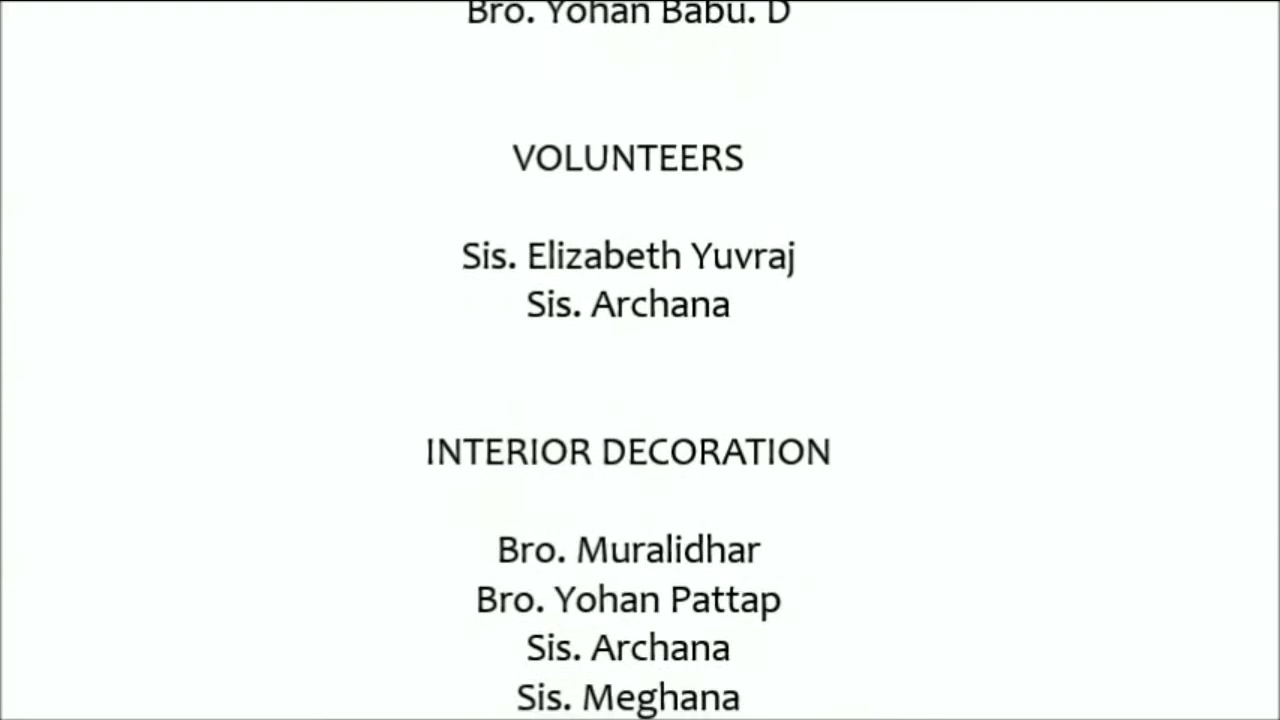 Bro. Yohan Babu. D
VOLUNTEERS
Sis. Elizabeth Yuvraj
Sis. Archana
INTERIOR DECORATION
Bro. Muralidhar
Bro. Yohan Pattap
Sis. Archana
Sis. Meghana